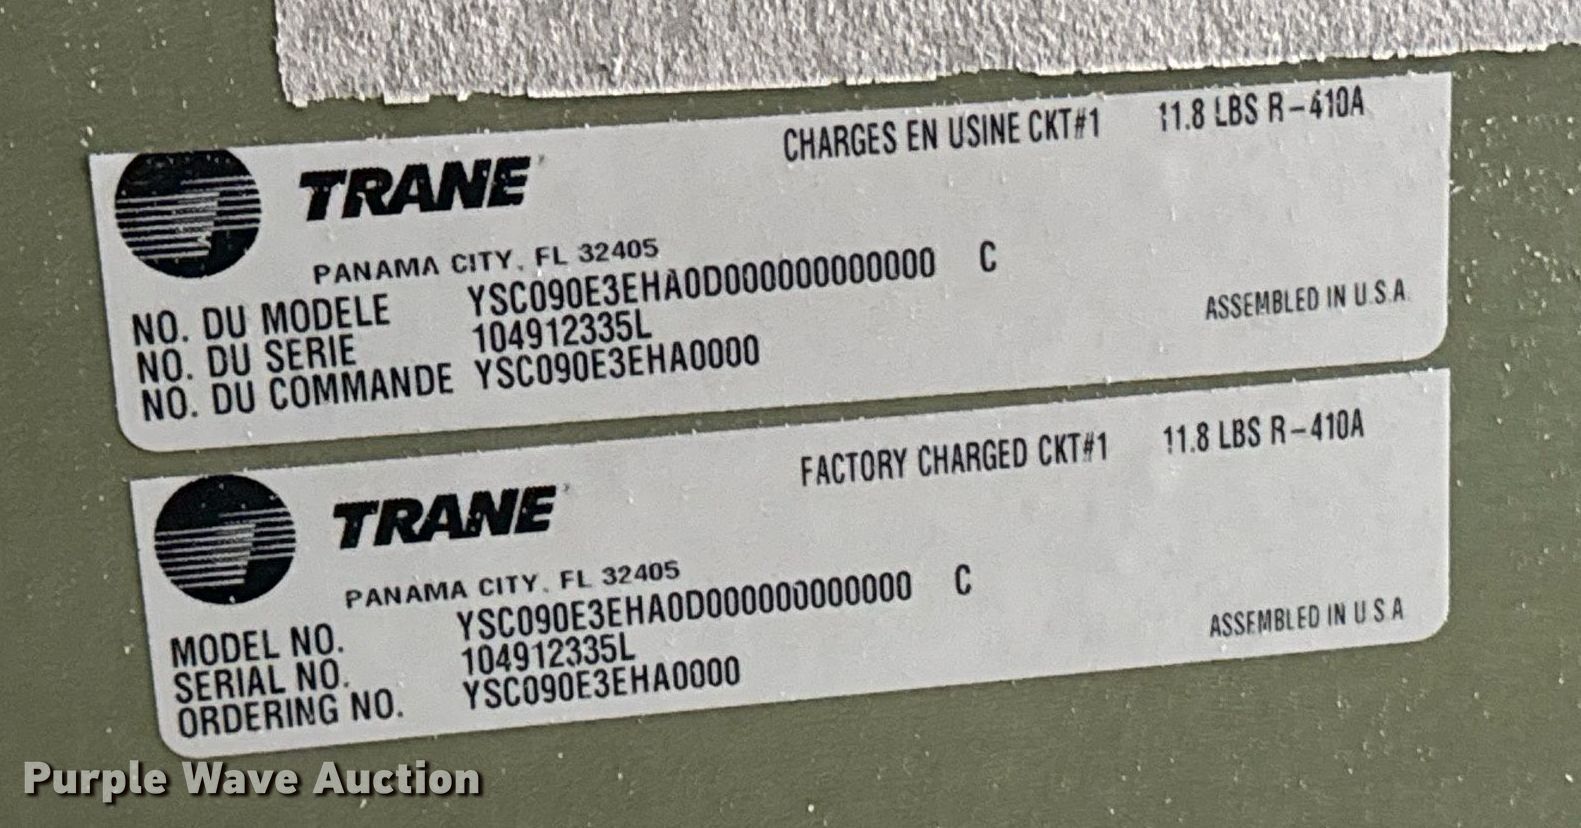 TRANE
CHARGES EN USINE CKT#1 11.8 LBS R-410A
PANAMA CITY, FL 32405
NO. DU MODELE YSC090E3EHA0D000000000000 C
NO. DU SERIE 104912335L
NO. DU COMMANDE YSC090E3EHA0000
ASSEMBLED IN U.S.A.
TRANE
FACTORY CHARGED CKT#1 11.8 LBS R-410A
PANAMA CITY, FL 32405
MODEL NO. YSC090E3EHA0D000000000000 C
SERIAL NO. 104912335L
ORDERING NO. YSC090E3EHA0000
ASSEMBLED IN U S A
Purple Wave Auction